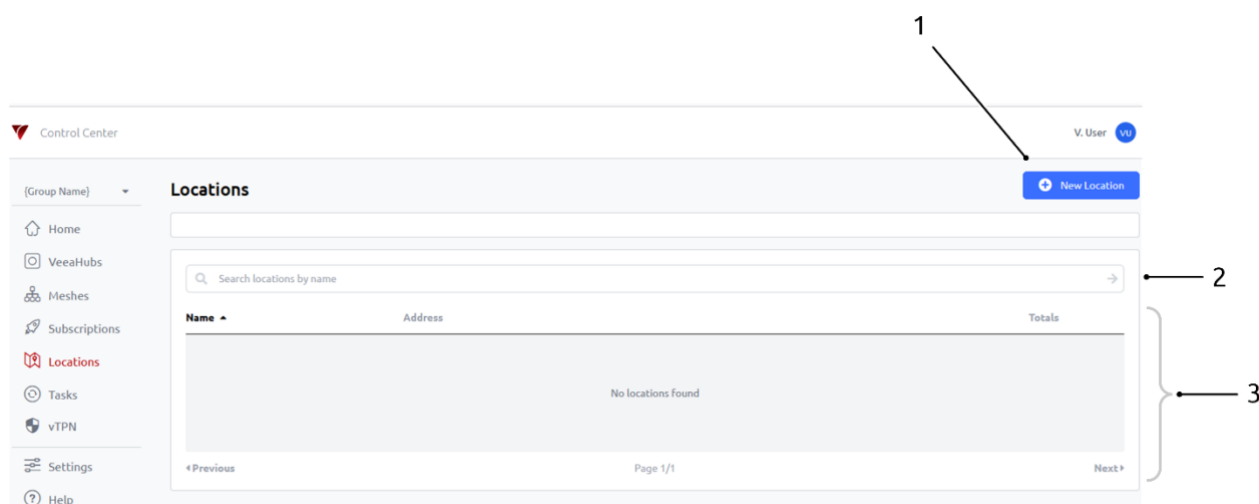 1
Control Center
V. User VU
{Group Name}
Locations
New Location
Home
VeeaHubs
Search locations by name
2
Meshes
Name Address Totals
Subscriptions
Locations
Tasks
No locations found
3
vTPN
Settings
Previous Page 1/1 Next
Help